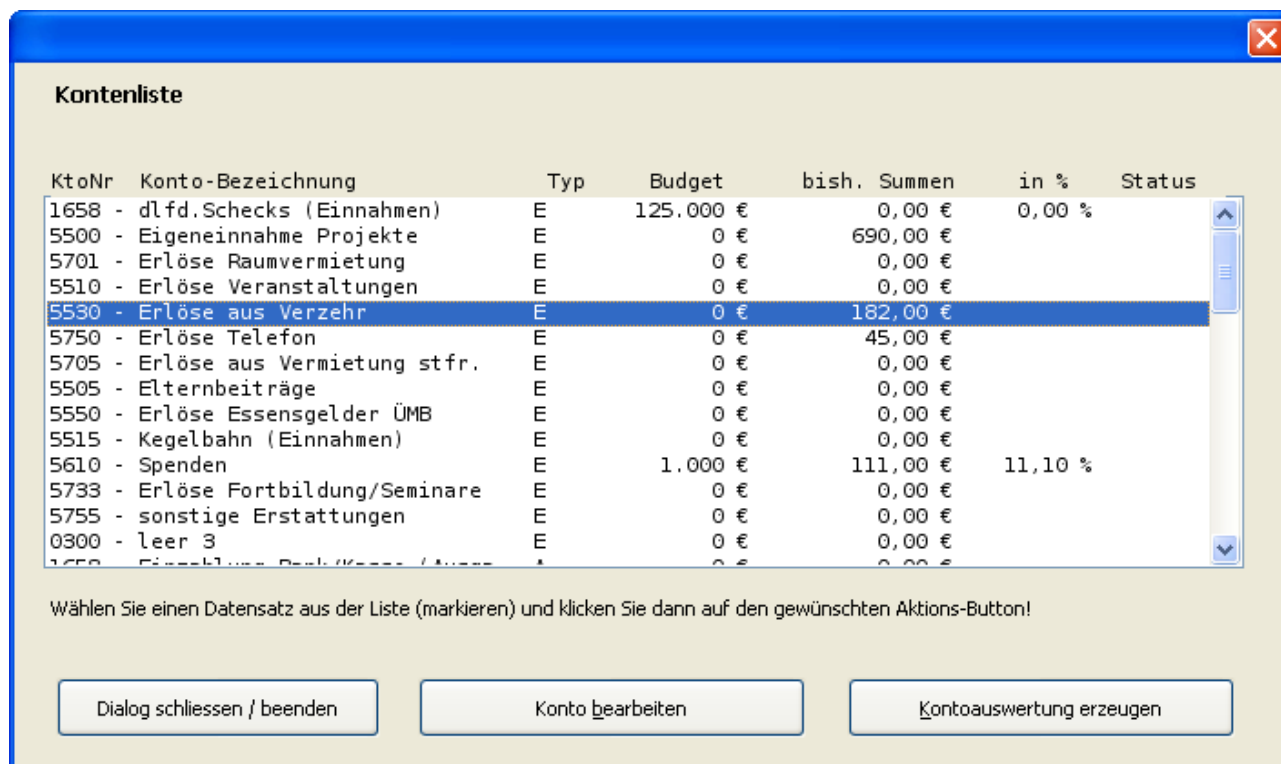 Kontenliste
KtoNr Konto-Bezeichnung Typ Budget bish. Summen in % Status
1658 - dlfd.Schecks (Einnahmen) E 125.000 € 0,00 € 0,00 %
5500 - Eigeneinnahme Projekte E 0 € 690,00 €
5701 - Erlöse Raumvermietung E 0 € 0,00 €
5510 - Erlöse Veranstaltungen E 0 € 0,00 €
5530 - Erlöse aus Verzehr E 0 € 182,00 €
5750 - Erlöse Telefon E 0 € 45,00 €
5705 - Erlöse aus Vermietung stfr. E 0 € 0,00 €
5505 - Elternbeiträge E 0 € 0,00 €
5550 - Erlöse Essensgelder ÜMB E 0 € 0,00 €
5515 - Kegelbahn (Einnahmen) E 0 € 0,00 €
5610 - Spenden E 1.000 € 111,00 € 11,10 %
5733 - Erlöse Fortbildung/Seminare E 0 € 0,00 €
5755 - sonstige Erstattungen E 0 € 0,00 €
0300 - leer 3 E 0 € 0,00 €
Wählen Sie einen Datensatz aus der Liste (markieren) und klicken Sie dann auf den gewünschten Aktions-Button!
Dialog schliessen / beenden Konto bearbeiten Kontoauswertung erzeugen